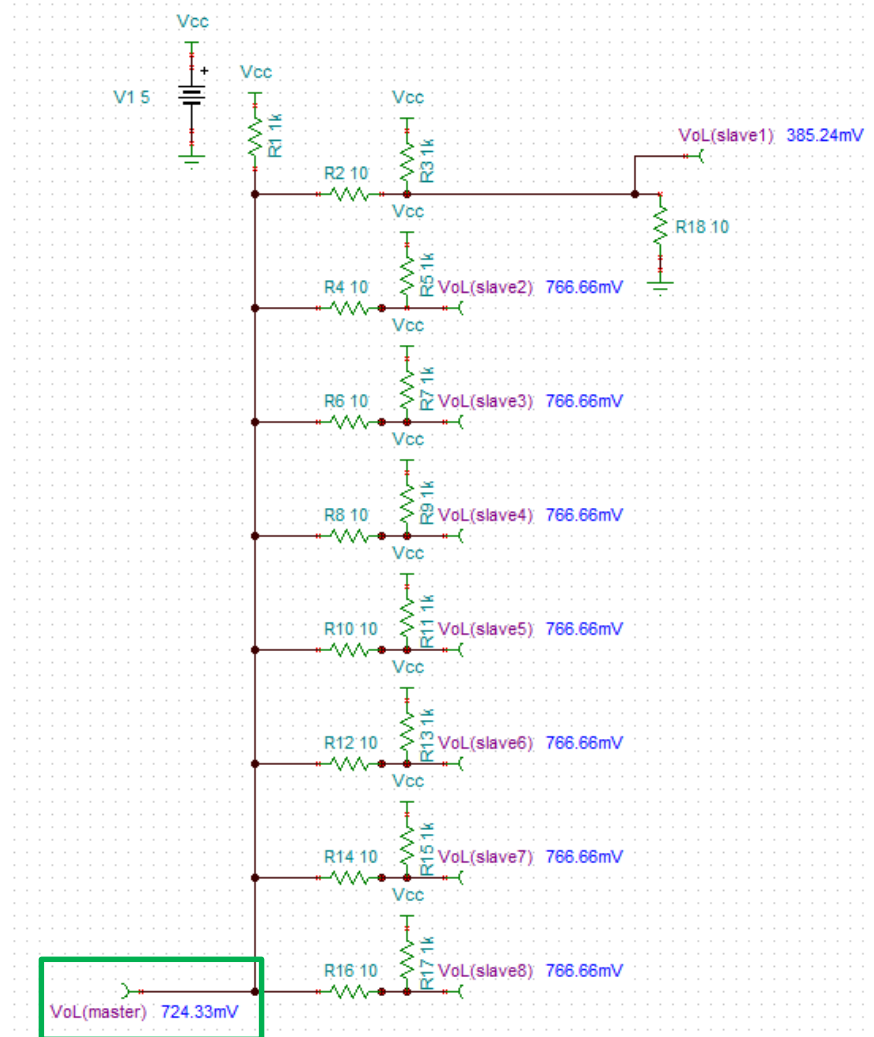 Vcc
V1 5
Vcc
R1 1k
Vcc
R3 1k
VoL(slave1) 385.24mV
R2 10
R18 10
Vcc
R5 1k
R4 10
VoL(slave2) 766.66mV
Vcc
R7 1k
R6 10
VoL(slave3) 766.66mV
Vcc
R9 1k
R8 10
VoL(slave4) 766.66mV
Vcc
R11 1k
R10 10
VoL(slave5) 766.66mV
Vcc
R13 1k
R12 10
VoL(slave6) 766.66mV
Vcc
R15 1k
R14 10
VoL(slave7) 766.66mV
Vcc
R17 1k
R16 10
VoL(slave8) 766.66mV
VoL(master) 724.33mV